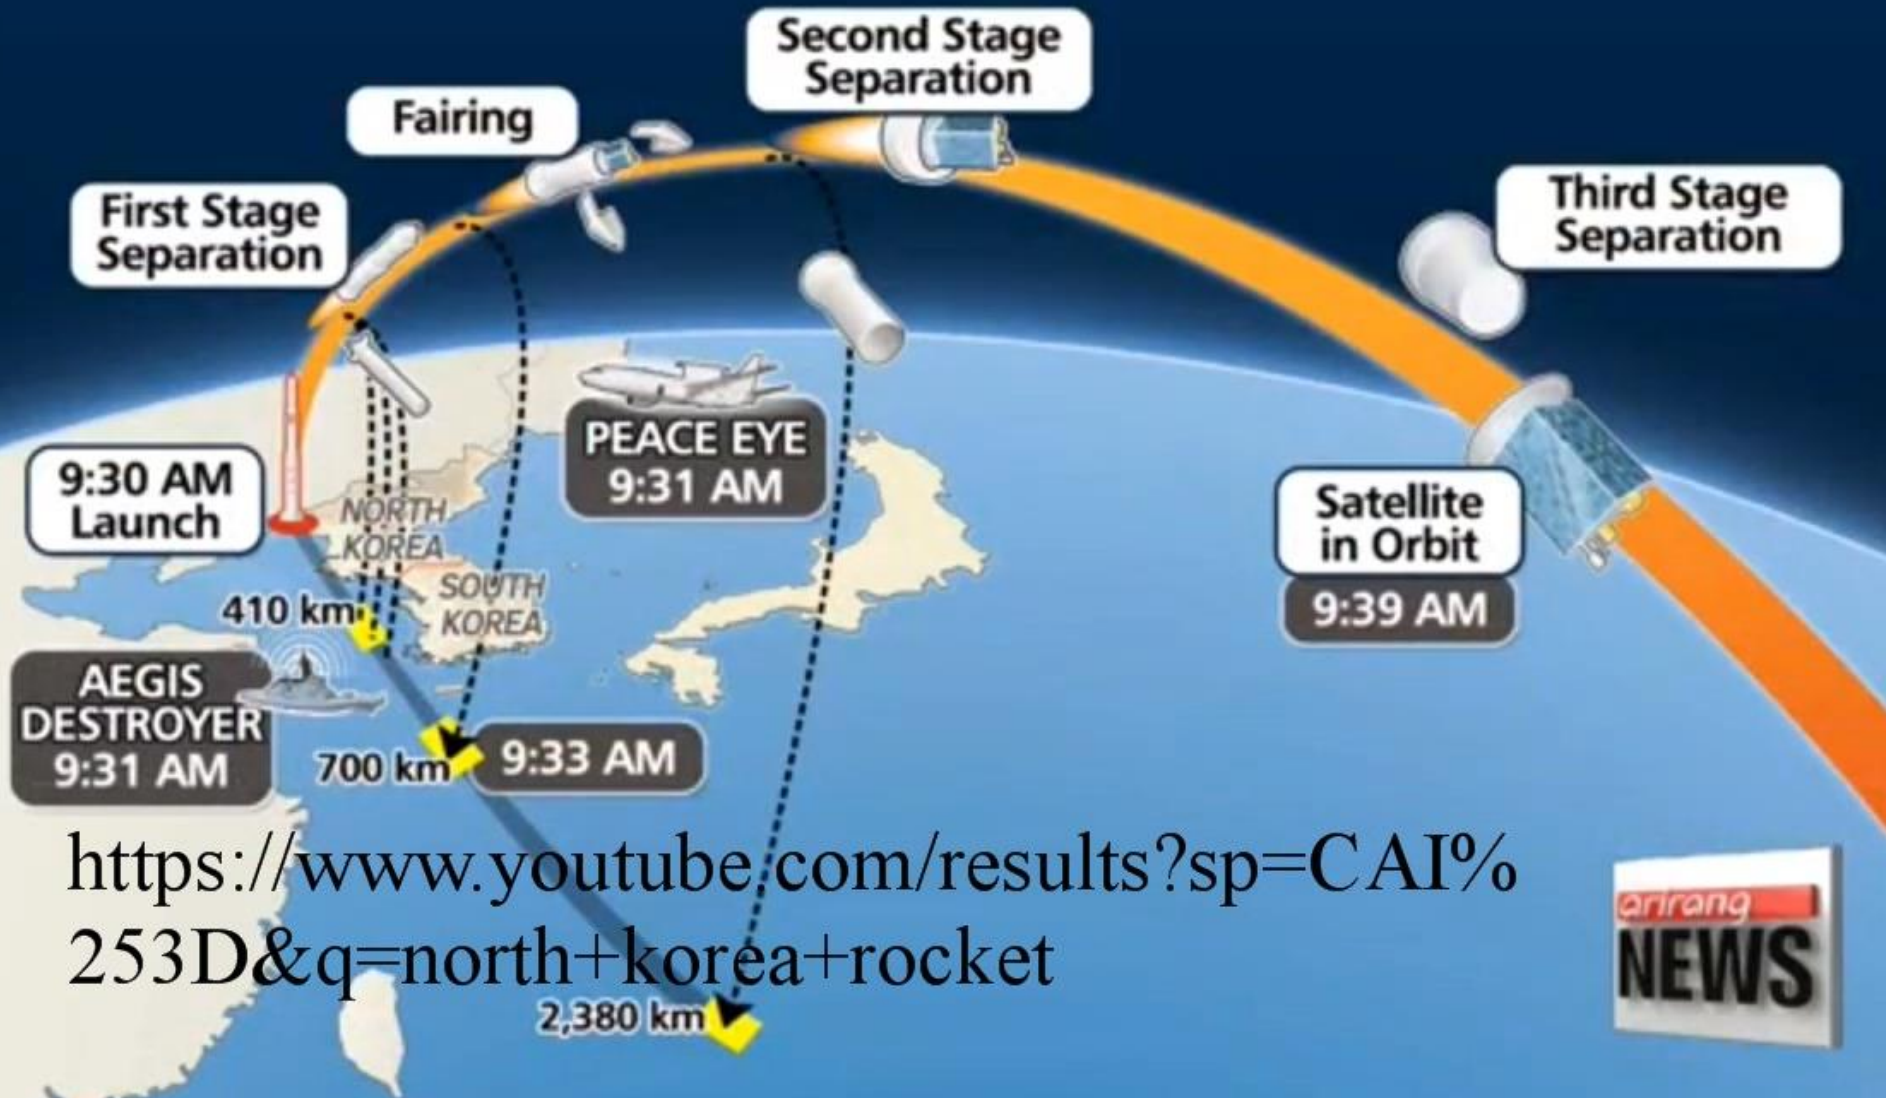 Second Stage
Separation
Fairing
First Stage
Separation
Third Stage
Separation
PEACE EYE
9:31 AM
9:30 AM
Launch
NORTH
KOREA
SOUTH
KOREA
Satellite
in Orbit
9:39 AM
410 km
AEGIS
DESTROYER
9:31 AM
700 km
9:33 AM
https://www.youtube.com/results?sp=CAI%
253D&q=north+korea+rocket
2,380 km
arirang
NEWS